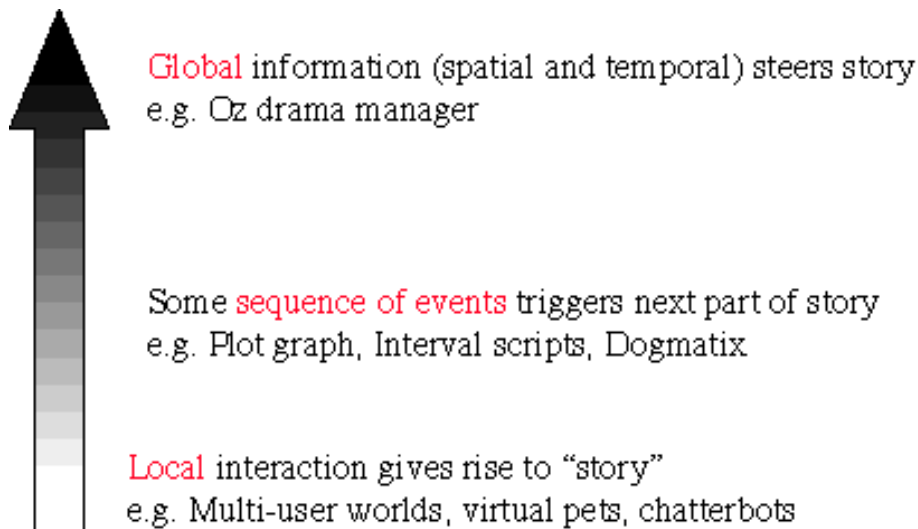 Global information (spatial and temporal) steers story
e.g. Oz drama manager
Some sequence of events triggers next part of story
e.g. Plot graph, Interval scripts, Dogmatix
Local interaction gives rise to “story”
e.g. Multi-user worlds, virtual pets, chatterbots